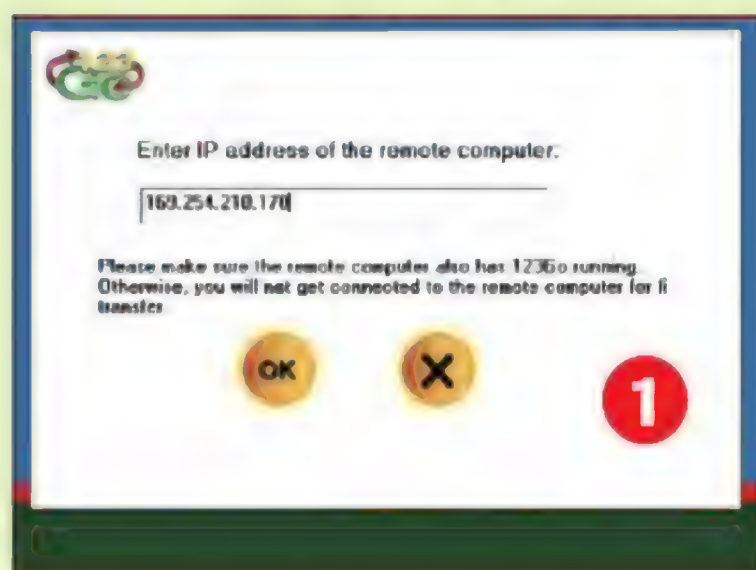 Enter IP address of the remote computer:
169.254.210.170
Please make sure the remote computer also has 123Go running.
Otherwise, you will not get connected to the remote computer for fi
transfer.
OK X
1